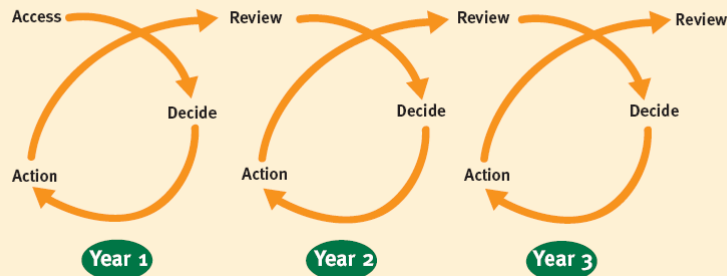 Access
Review
Review
Review
Decide
Decide
Decide
Action
Action
Action
Year 1
Year 2
Year 3